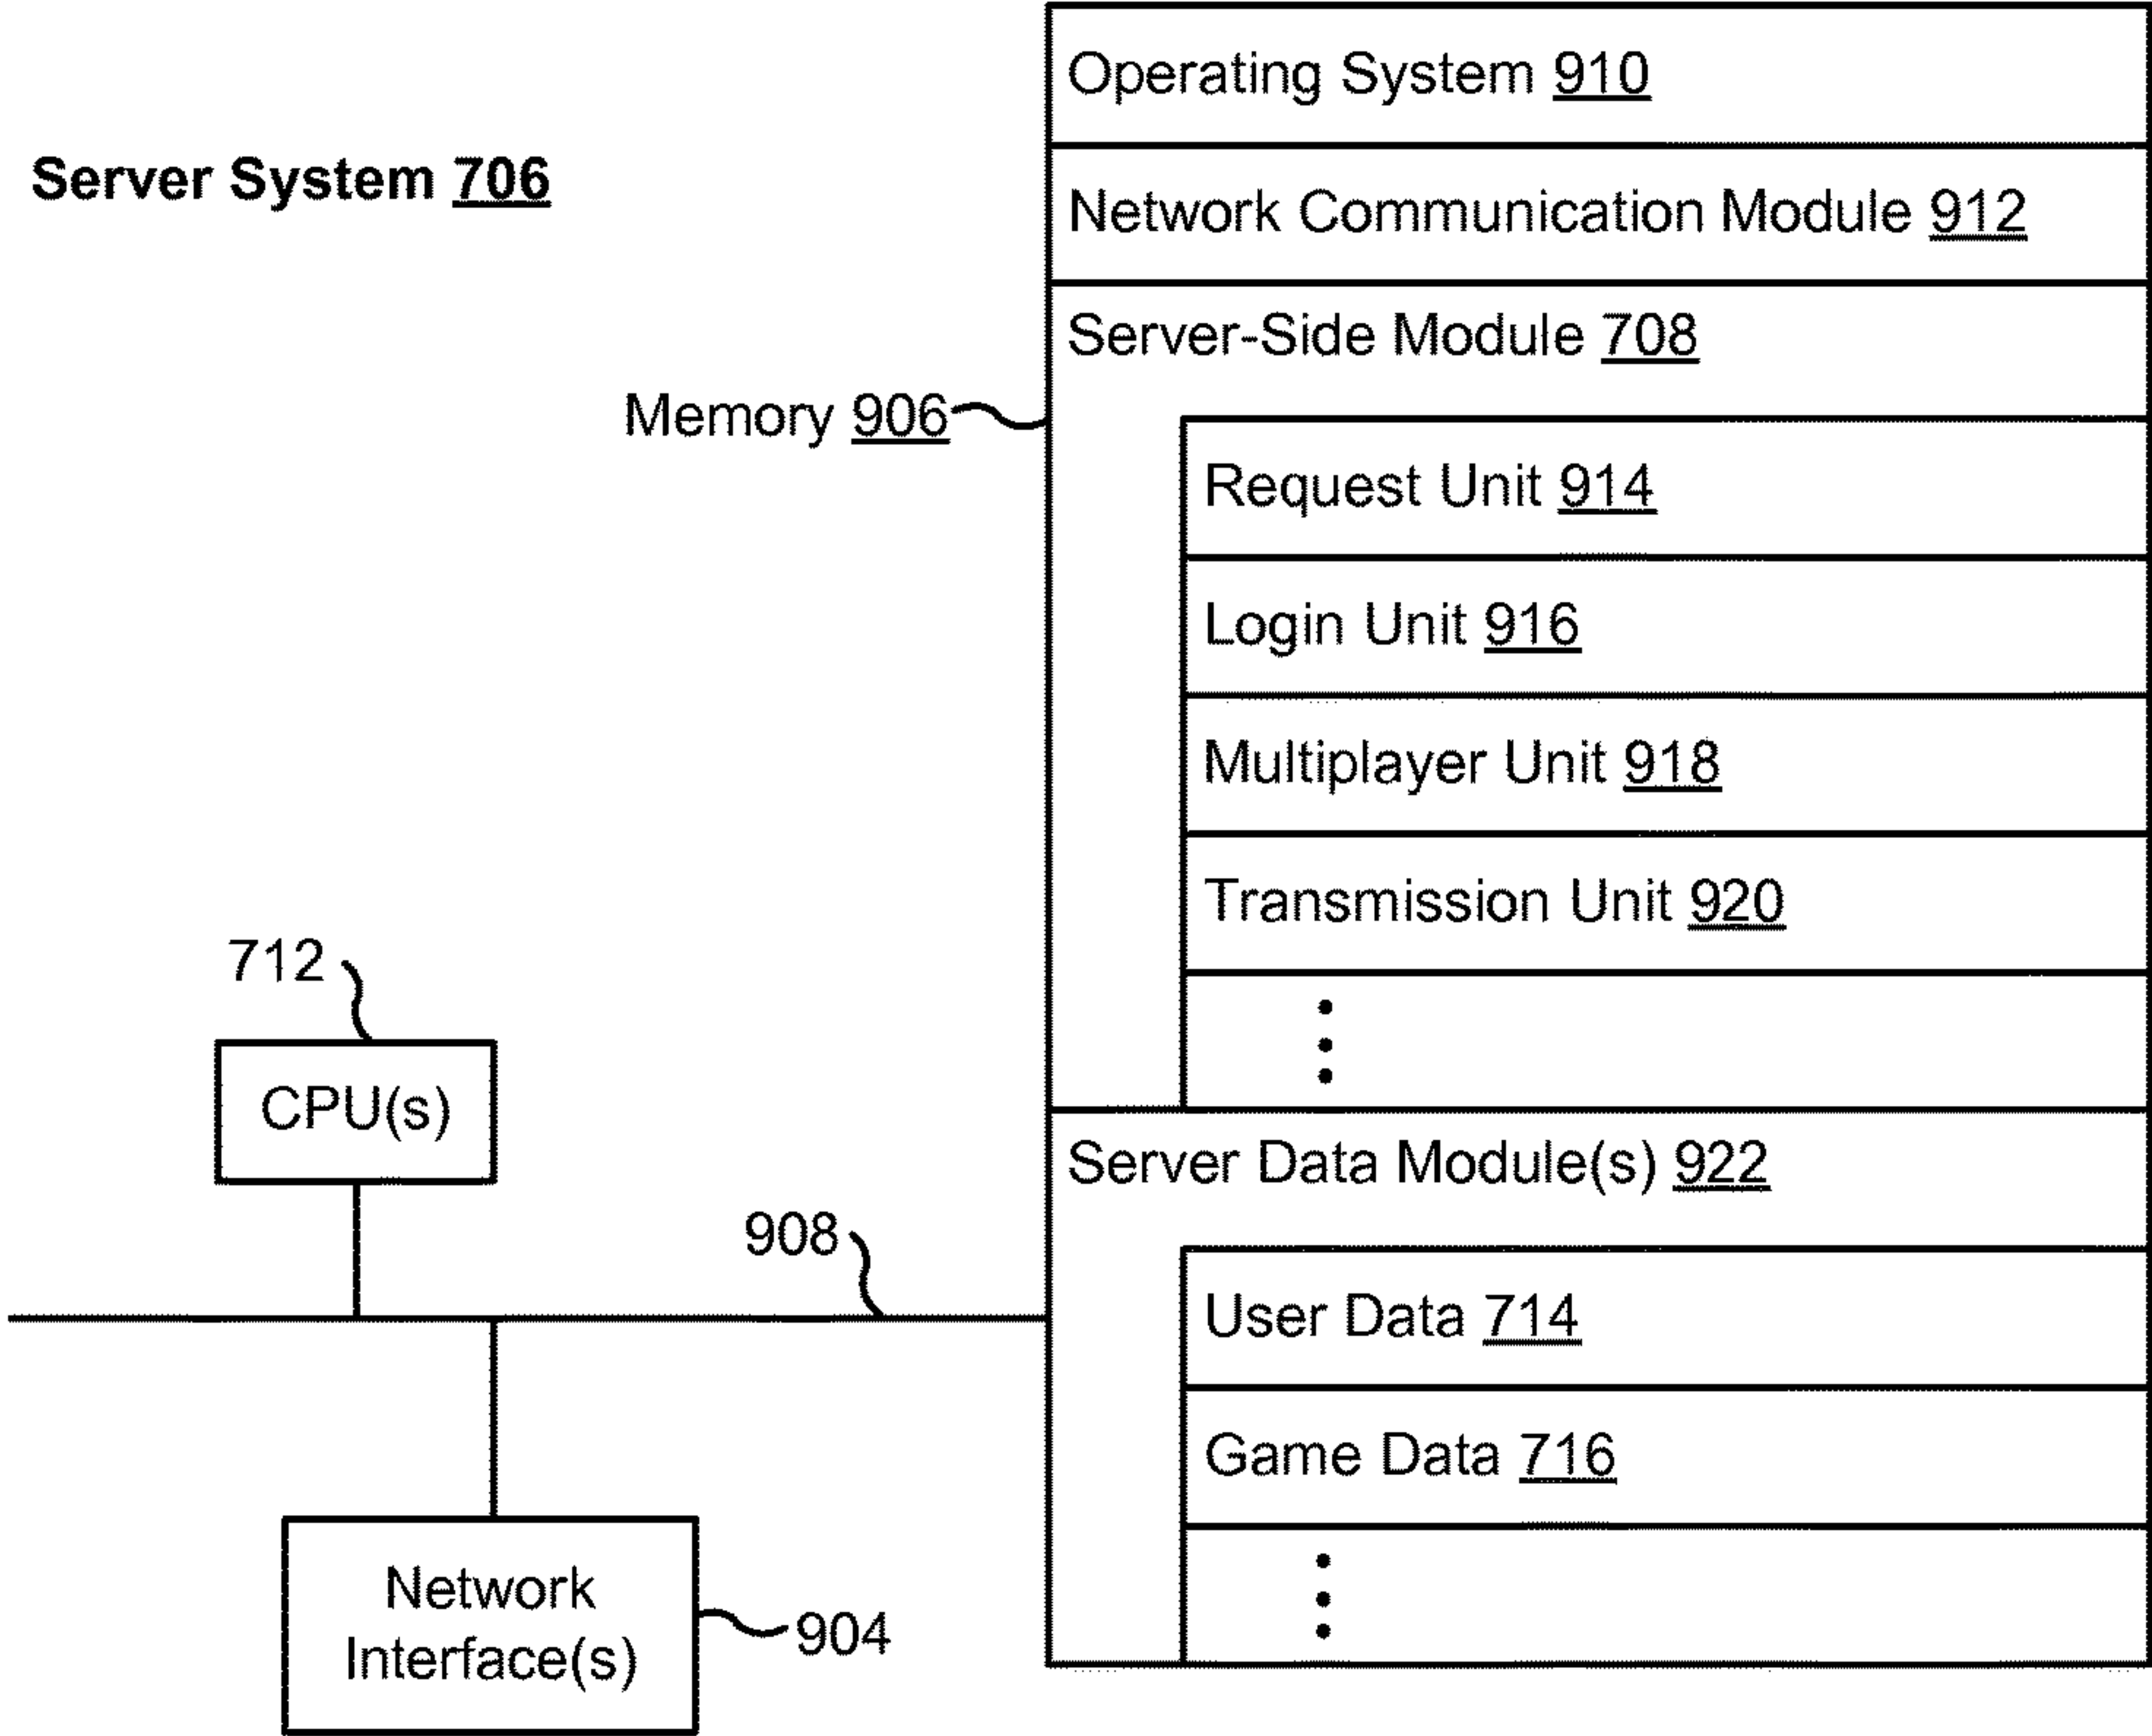 Server System 706
Operating System 910
Network Communication Module 912
Server-Side Module 708
Memory 906
Request Unit 914
Login Unit 916
Multiplayer Unit 918
Transmission Unit 920
712
CPU(s)
Server Data Module(s) 922
908
User Data 714
Game Data 716
Network
Interface(s)
904